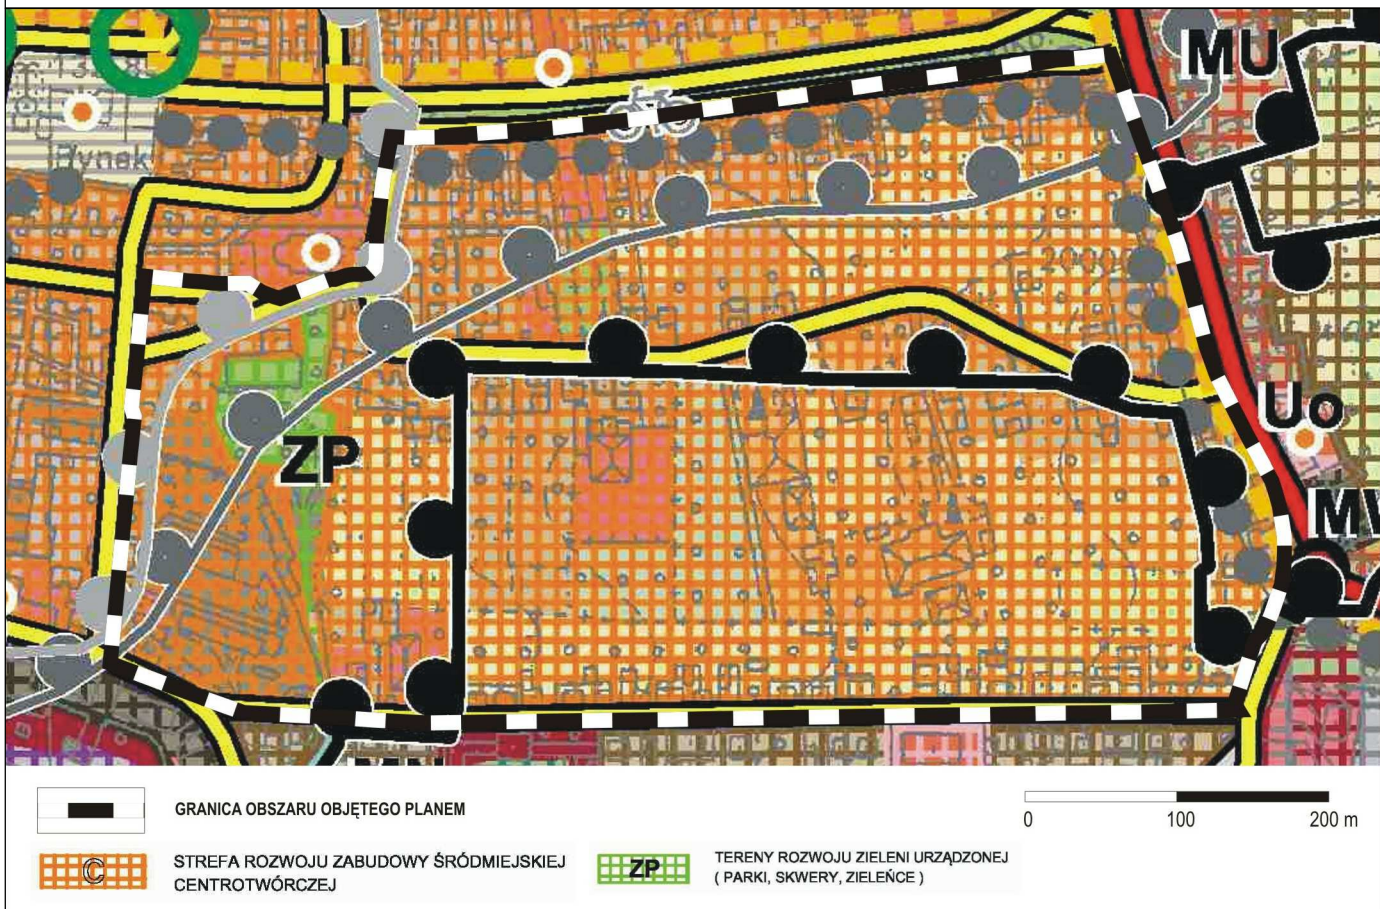 MU
Rynek
2000
Uo
ZP
GRANICA OBSZARU OBJĘTEGO PLANEM
0 100 200 m
C
STREFA ROZWOJU ZABUDOWY ŚRÓDMIEJSKIEJ
CENTROTWÓRCZEJ
ZP
TERENY ROZWOJU ZIELENI URZĄDZONEJ
( PARKI, SKWERY, ZIELEŃCE )